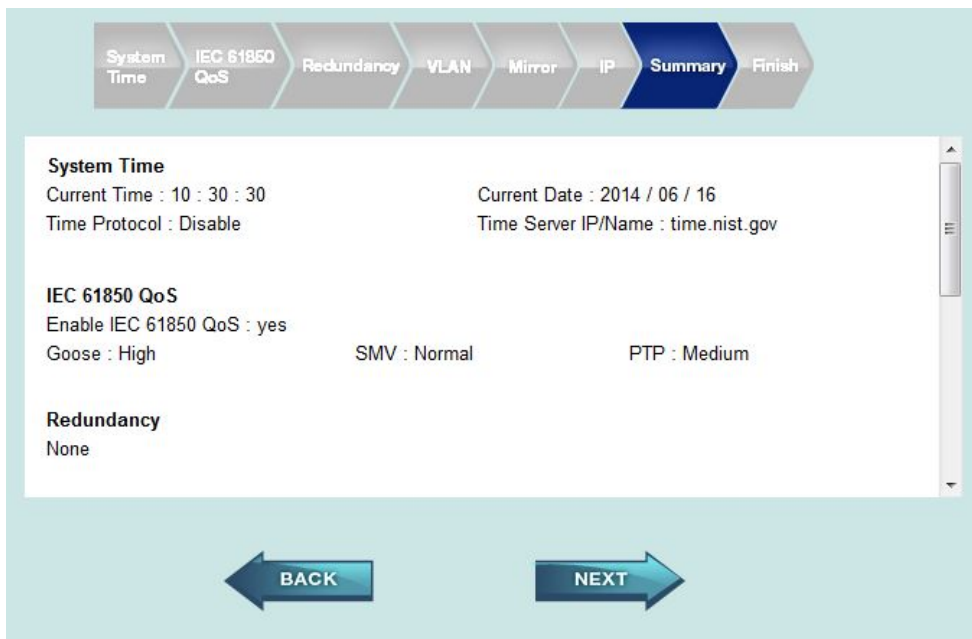 System Time
IEC 61850 QoS
Redundancy
VLAN
Mirror
IP
Summary
Finish
System Time
Current Time : 10 : 30 : 30
Current Date : 2014 / 06 / 16
Time Protocol : Disable
Time Server IP/Name : time.nist.gov
IEC 61850 QoS
Enable IEC 61850 QoS : yes
Goose : High
SMV : Normal
PTP : Medium
Redundancy
None
BACK
NEXT